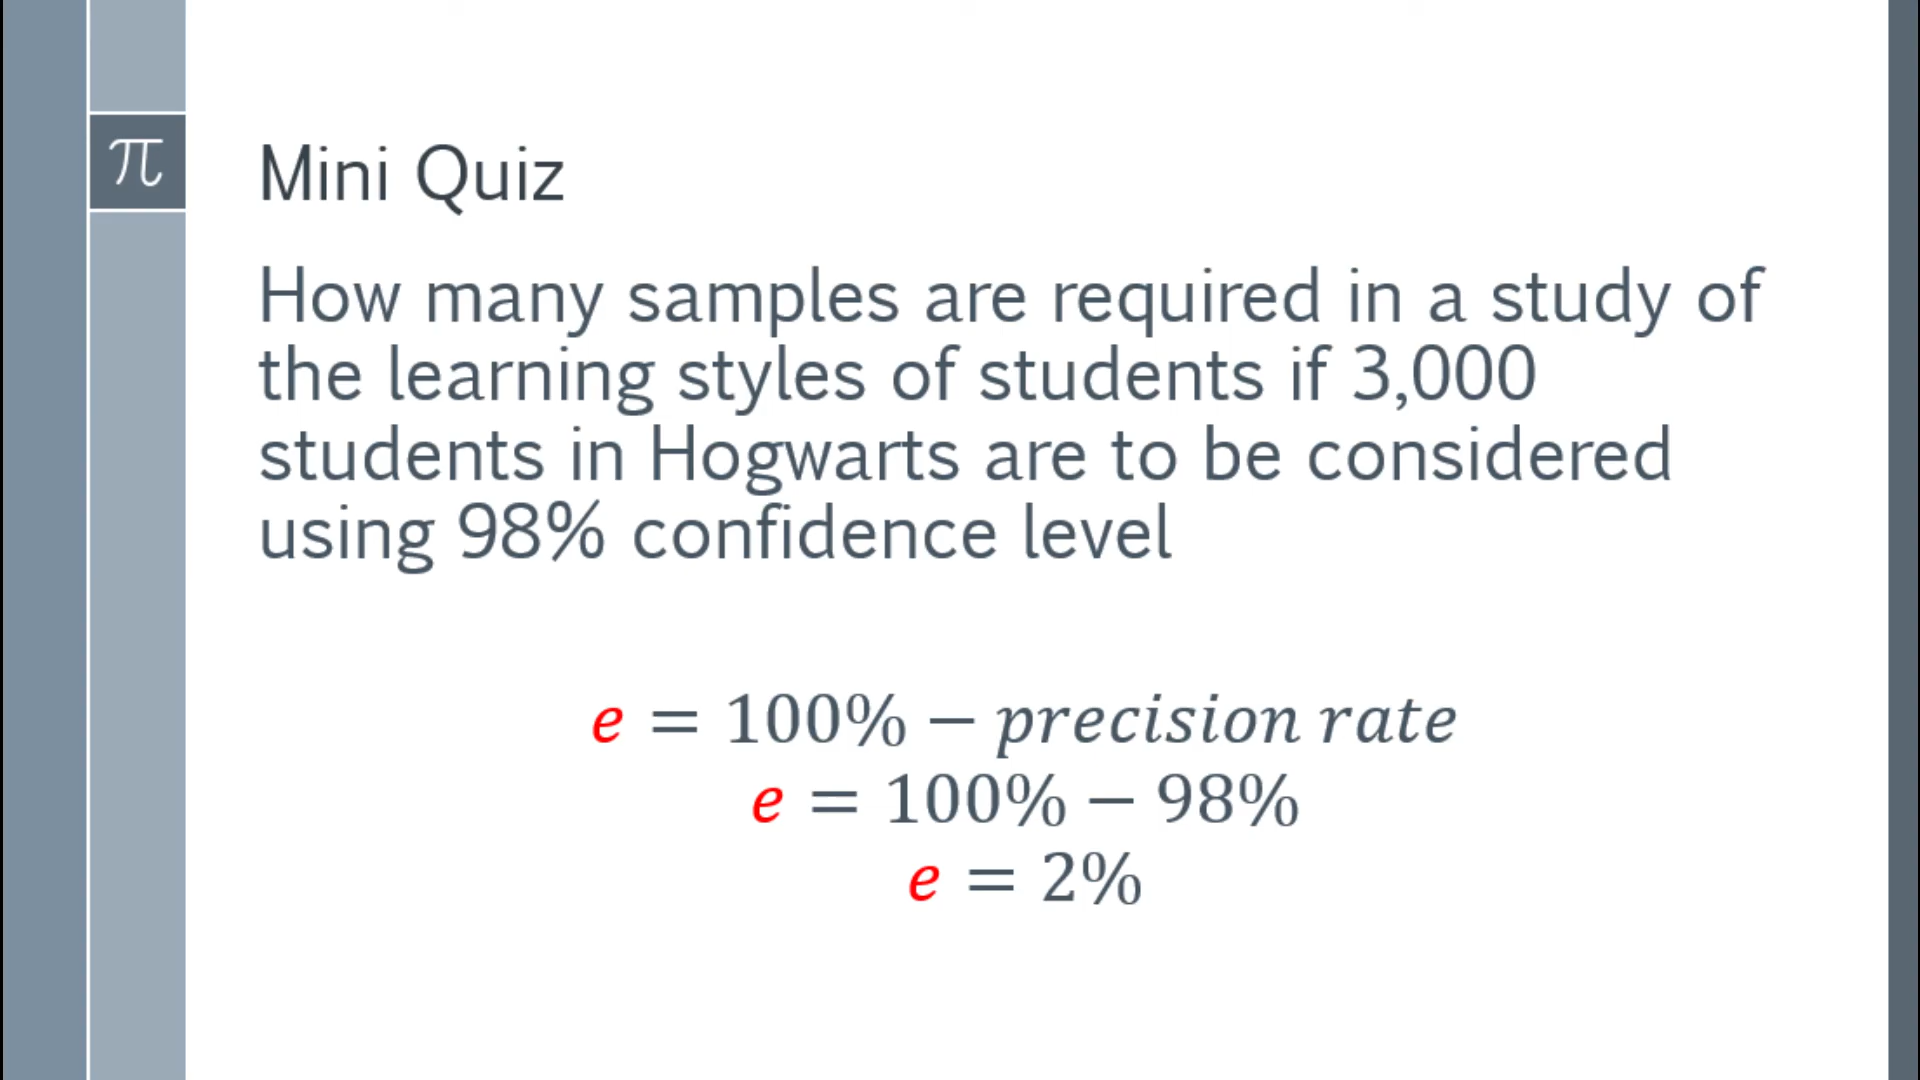 π
Mini Quiz
How many samples are required in a study of
the learning styles of students if 3,000
students in Hogwarts are to be considered
using 98% confidence level
e = 100% − precision rate
e = 100% − 98%
e = 2%